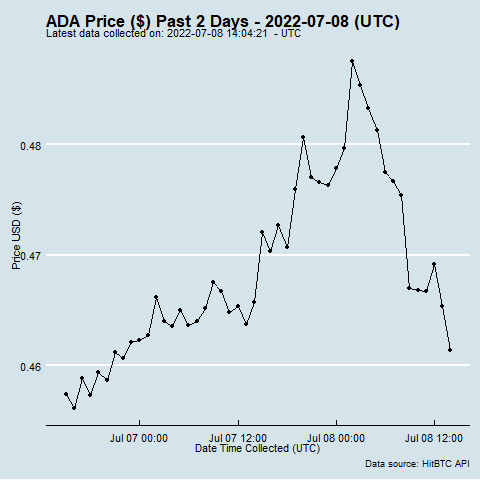 ADA Price ($) Past 2 Days - 2022-07-08 (UTC)
Latest data collected on: 2022-07-08 14:04:21 - UTC
0.48
0.47
0.46
Price USD ($)
Jul 07 00:00 Jul 07 12:00 Jul 08 00:00 Jul 08 12:00
Date Time Collected (UTC)
Data source: HitBTC API